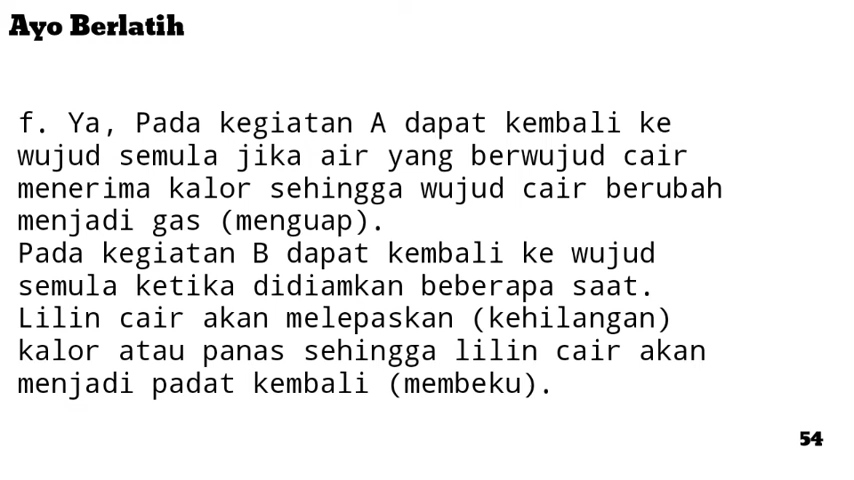 Ayo Berlatih
f. Ya, Pada kegiatan A dapat kembali ke
wujud semula jika air yang berwujud cair
menerima kalor sehingga wujud cair berubah
menjadi gas (menguap).
Pada kegiatan B dapat kembali ke wujud
semula ketika didiamkan beberapa saat.
Lilin cair akan melepaskan (kehilangan)
kalor atau panas sehingga lilin cair akan
menjadi padat kembali (membeku).
54